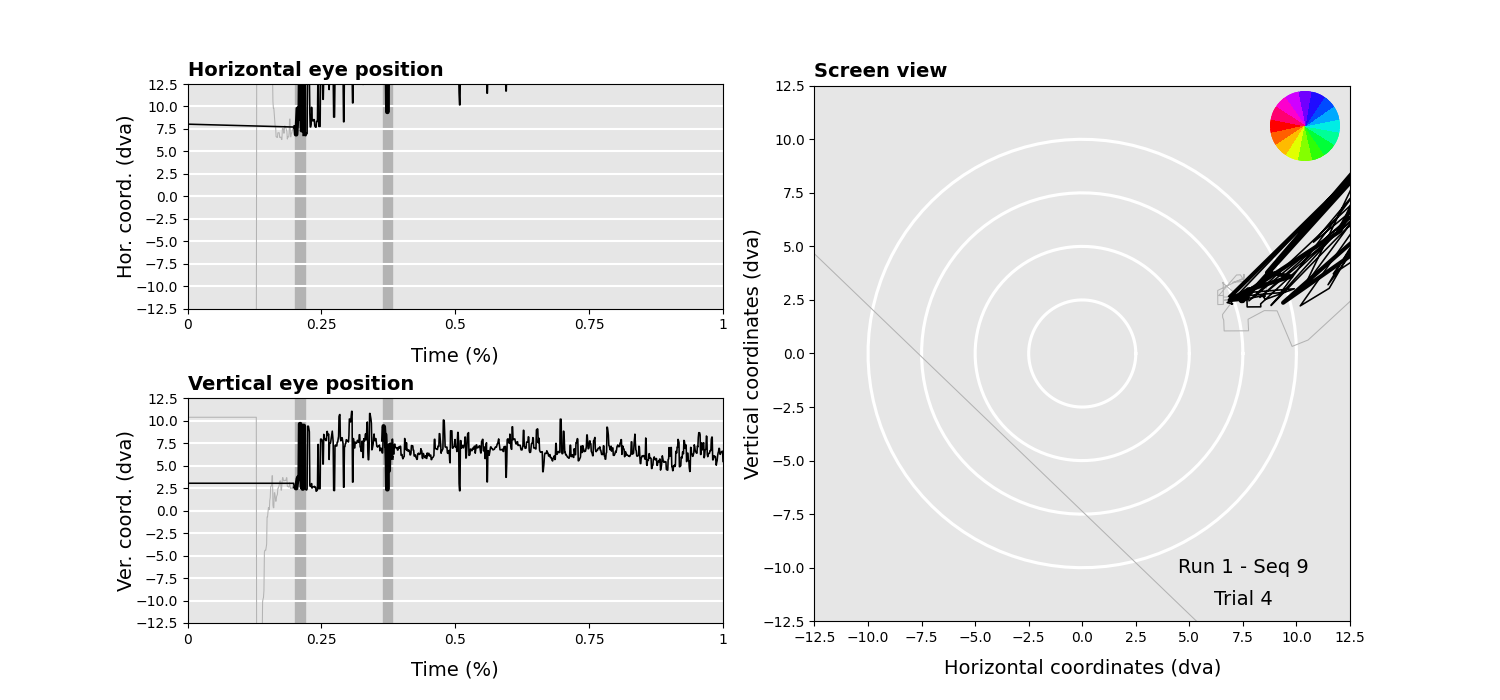 Horizontal eye position
12.5
10.0
7.5
5.0
2.5
0.0
−2.5
−5.0
−7.5
−10.0
−12.5
Hor. coord. (dva)
0 0.25 0.5 0.75 1
Time (%)
Vertical eye position
12.5
10.0
7.5
5.0
2.5
0.0
−2.5
−5.0
−7.5
−10.0
−12.5
Ver. coord. (dva)
0 0.25 0.5 0.75 1
Time (%)
Screen view
12.5
10.0
7.5
5.0
2.5
0.0
−2.5
−5.0
−7.5
−10.0
−12.5
Vertical coordinates (dva)
Run 1 - Seq 9
Trial 4
−12.5 −10.0 −7.5 −5.0 −2.5 0.0 2.5 5.0 7.5 10.0 12.5
Horizontal coordinates (dva)